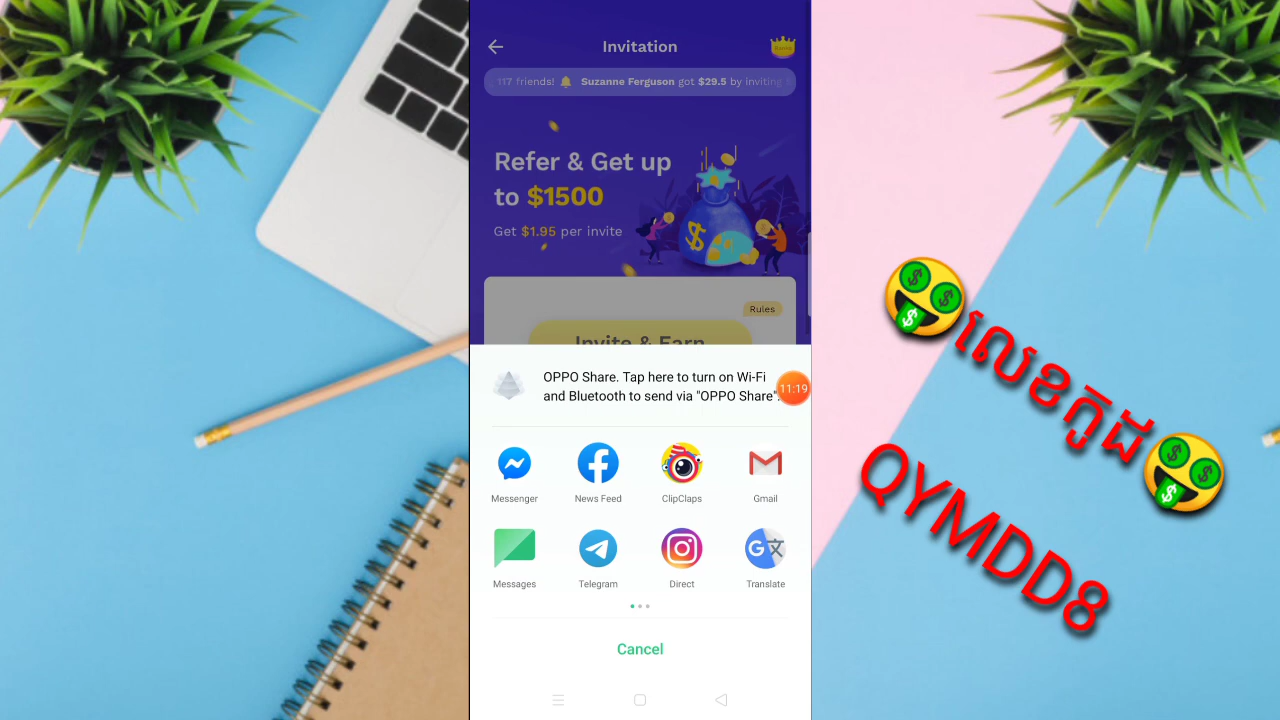 Invitation
117 friends! Suzanne Ferguson got $29.5 by inviting
Refer & Get up
to $1500
Get $1.95 per invite
Rules
Invite & Earn
OPPO Share. Tap here to turn on Wi-Fi
and Bluetooth to send via "OPPO Share".
11:19
Messenger
News Feed
ClipClaps
Gmail
Messages
Telegram
Direct
Translate
Cancel
លេខកូដគឺ
QYMDD8